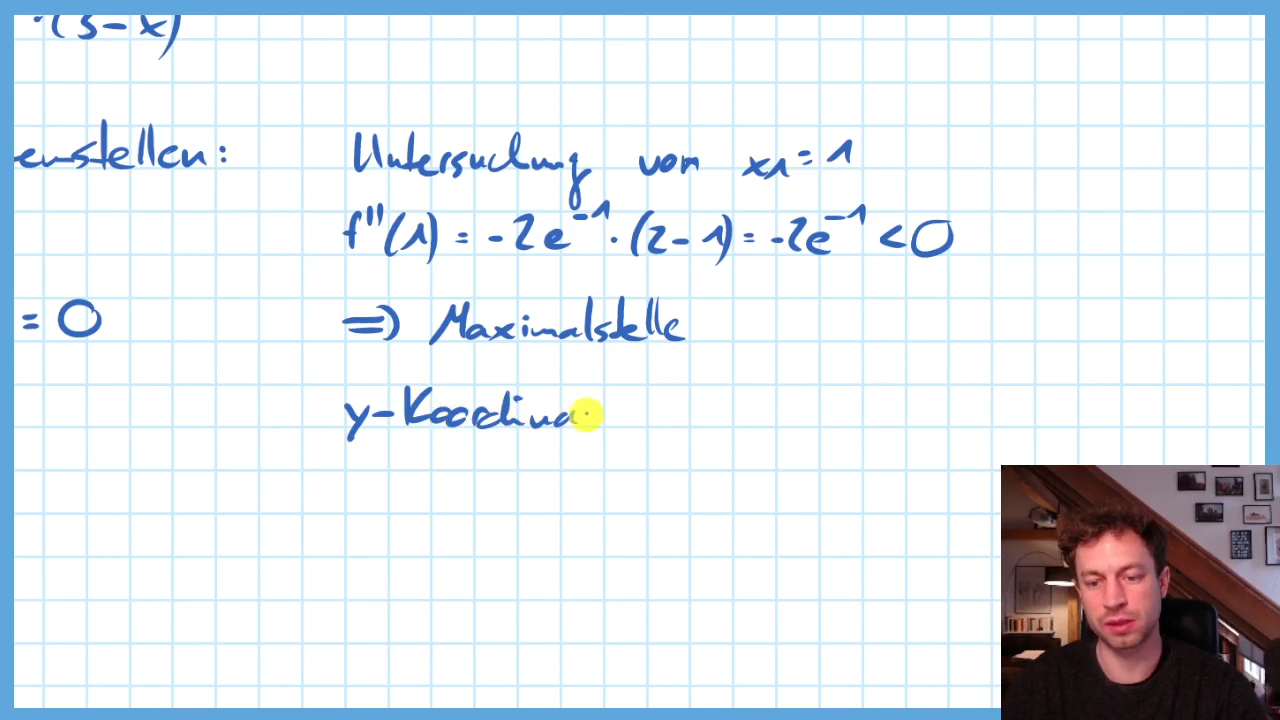 ·(3-x)
enstellen:
= 0
Untersuchung von x₁ = 1
f''(1) = -2e⁻¹·(2-1) = -2e⁻¹ < 0
⇒ Maximalstelle
y-Koordina